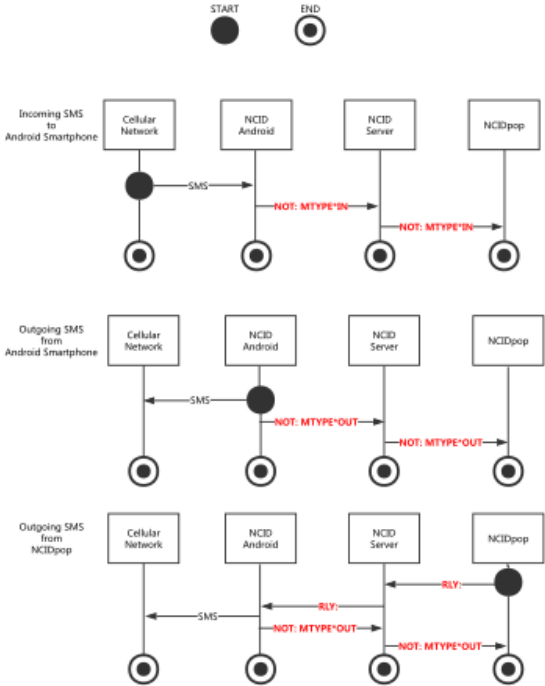 START
END
Incoming SMS
to
Android Smartphone
Cellular
Network
NCID
Android
NCID
Server
NCIDpop
SMS
NOT: MTYPE*IN
NOT: MTYPE*IN
Outgoing SMS
from
Android Smartphone
Cellular
Network
NCID
Android
NCID
Server
NCIDpop
SMS
NOT: MTYPE*OUT
NOT: MTYPE*OUT
Outgoing SMS
from
NCIDpop
Cellular
Network
NCID
Android
NCID
Server
NCIDpop
RLY:
RLY:
SMS
NOT: MTYPE*OUT
NOT: MTYPE*OUT